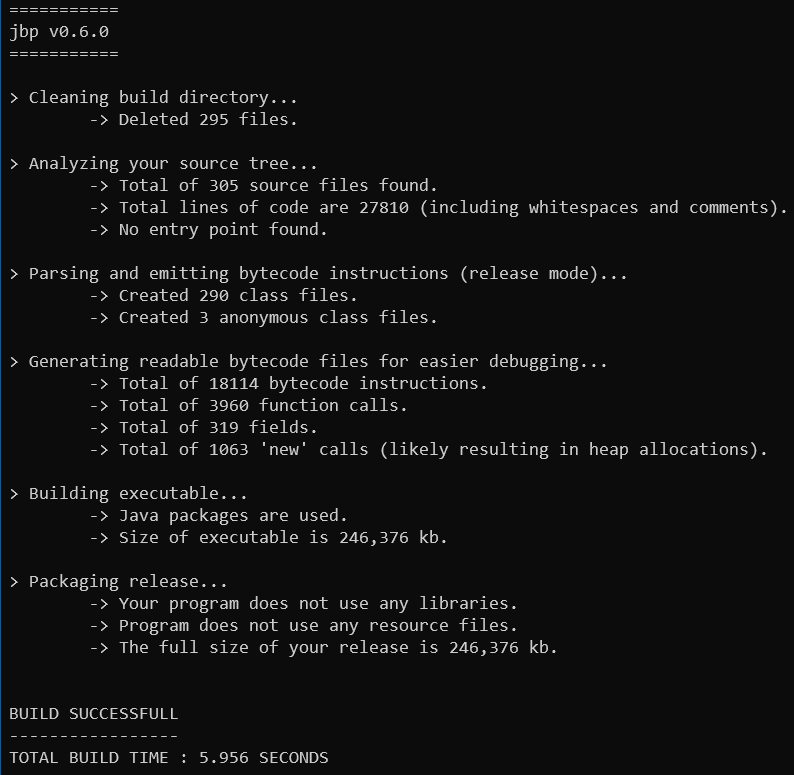 ===========
jbp v0.6.0
===========
> Cleaning build directory...
-> Deleted 295 files.
> Analyzing your source tree...
-> Total of 305 source files found.
-> Total lines of code are 27810 (including whitespaces and comments).
-> No entry point found.
> Parsing and emitting bytecode instructions (release mode)...
-> Created 290 class files.
-> Created 3 anonymous class files.
> Generating readable bytecode files for easier debugging...
-> Total of 18114 bytecode instructions.
-> Total of 3960 function calls.
-> Total of 319 fields.
-> Total of 1063 'new' calls (likely resulting in heap allocations).
> Building executable...
-> Java packages are used.
-> Size of executable is 246,376 kb.
> Packaging release...
-> Your program does not use any libraries.
-> Program does not use any resource files.
-> The full size of your release is 246,376 kb.
BUILD SUCCESSFULL
-----------------
TOTAL BUILD TIME : 5.956 SECONDS